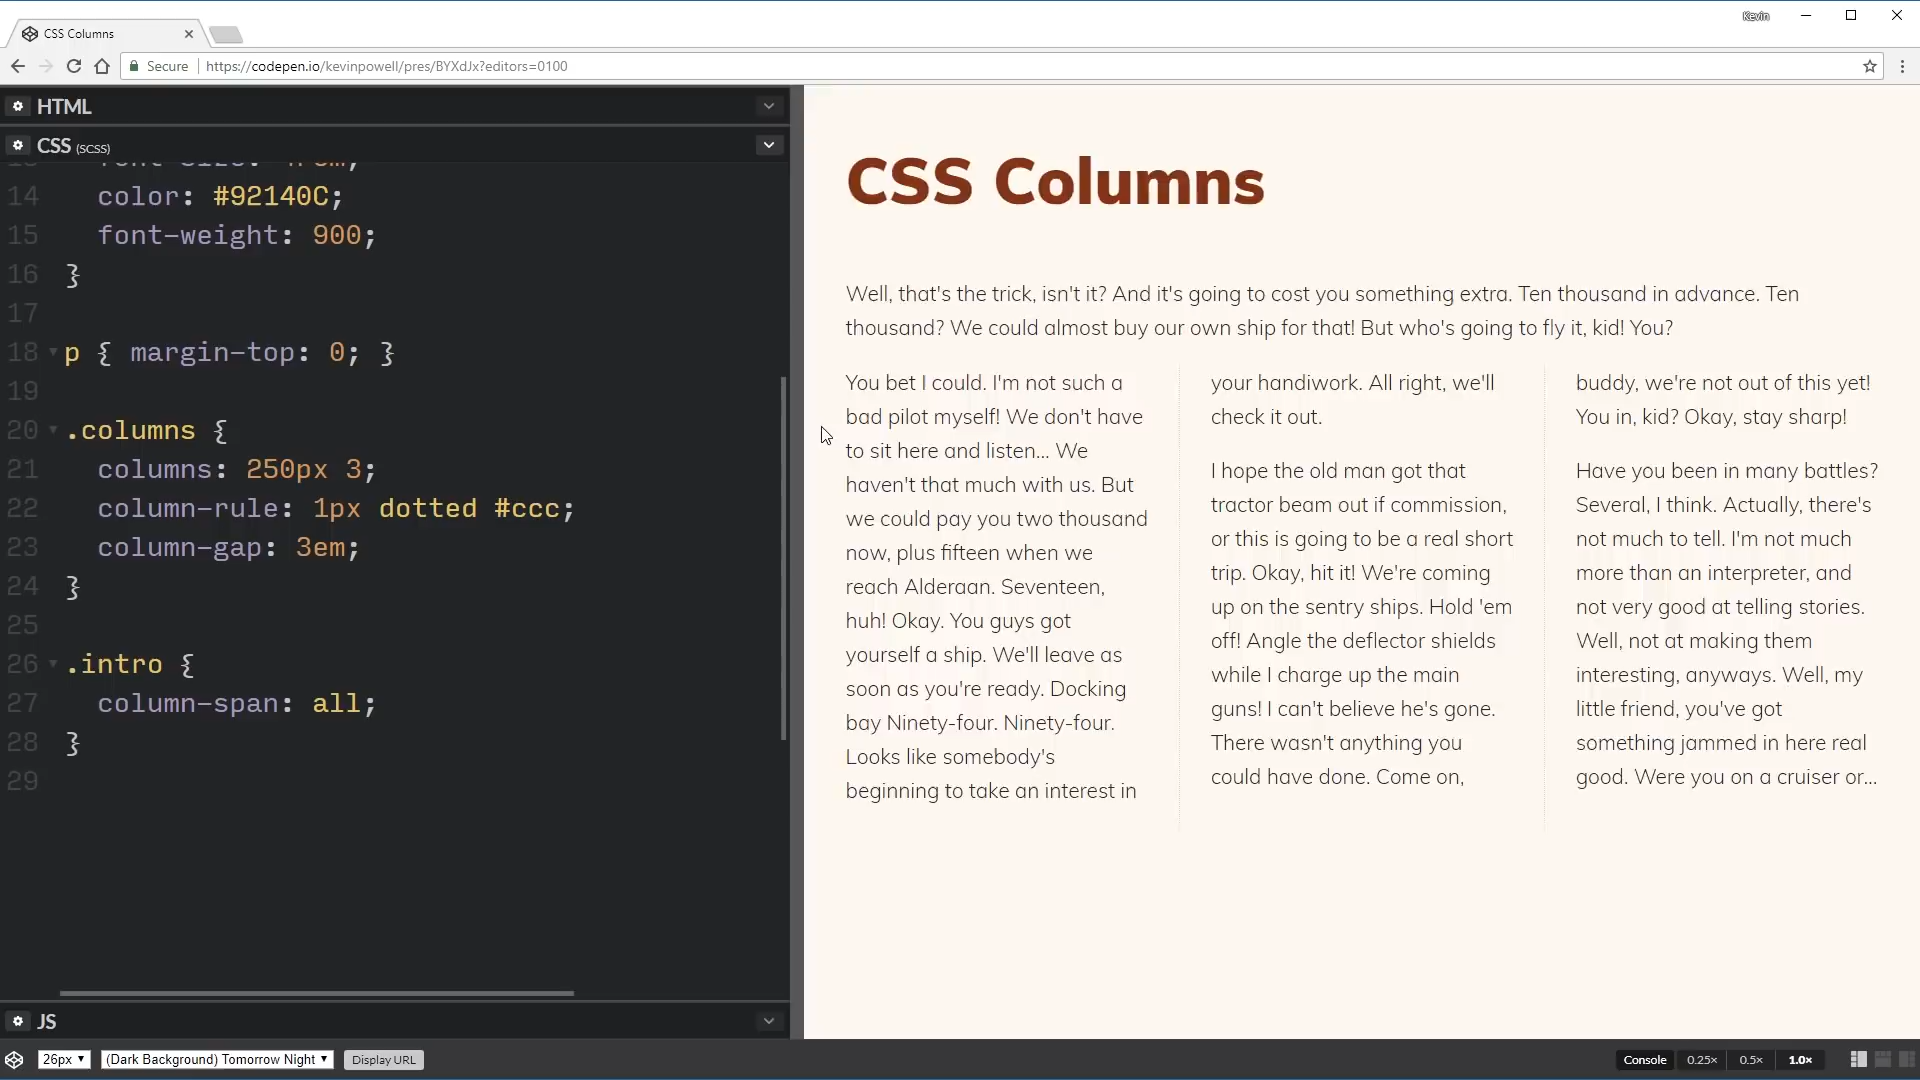 Kevin
CSS Columns
Secure
https://codepen.io/kevinpowell/pres/BYXdJx?editors=0100
HTML
CSS (SCSS)
14 color: #92140C;
15 font-weight: 900;
16 }
17
18 p { margin-top: 0; }
19
20 .columns {
21 columns: 250px 3;
22 column-rule: 1px dotted #ccc;
23 column-gap: 3em;
24 }
25
26 .intro {
27 column-span: all;
28 }
29
JS
26px
(Dark Background) Tomorrow Night
Display URL
CSS Columns
Well, that's the trick, isn't it? And it's going to cost you something extra. Ten thousand in advance. Ten
thousand? We could almost buy our own ship for that! But who's going to fly it, kid! You?
You bet I could. I'm not such a
bad pilot myself! We don't have
to sit here and listen... We
haven't that much with us. But
we could pay you two thousand
now, plus fifteen when we
reach Alderaan. Seventeen,
huh! Okay. You guys got
yourself a ship. We'll leave as
soon as you're ready. Docking
bay Ninety-four. Ninety-four.
Looks like somebody's
beginning to take an interest in
your handiwork. All right, we'll
check it out.
I hope the old man got that
tractor beam out if commission,
or this is going to be a real short
trip. Okay, hit it! We're coming
up on the sentry ships. Hold 'em
off! Angle the deflector shields
while I charge up the main
guns! I can't believe he's gone.
There wasn't anything you
could have done. Come on,
buddy, we're not out of this yet!
You in, kid? Okay, stay sharp!
Have you been in many battles?
Several, I think. Actually, there's
not much to tell. I'm not much
more than an interpreter, and
not very good at telling stories.
Well, not at making them
interesting, anyways. Well, my
little friend, you've got
something jammed in here real
good. Were you on a cruiser or...
Console
0.25×
0.5×
1.0×